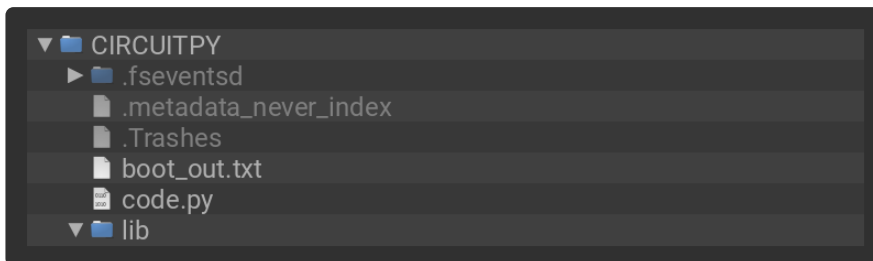 CIRCUITPY
.fseventsd
.metadata_never_index
.Trashes
boot_out.txt
code.py
lib